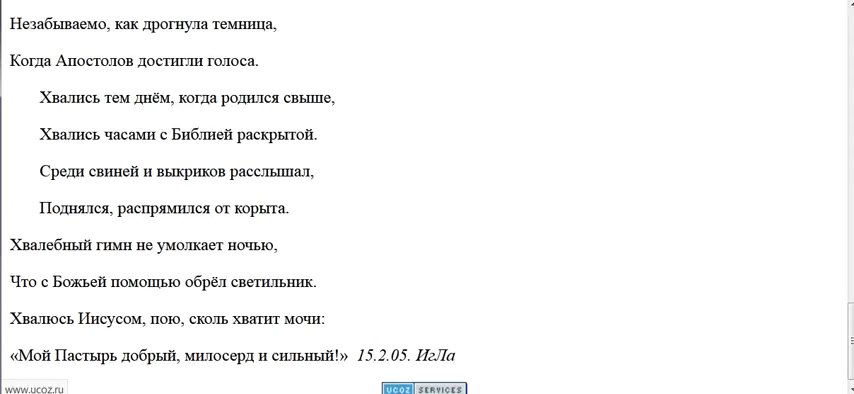 Незабываемо, как дрогнула темница,
Когда Апостолов достигли голоса.
Хвались тем днём, когда родился свыше,
Хвались часами с Библией раскрытой.
Среди свиней и выкриков расслышал,
Поднялся, распрямился от корыта.
Хвалебный гимн не умолкает ночью,
Что с Божьей помощью обрёл светильник.
Хвалюсь Иисусом, пою, сколь хватит мочи:
«Мой Пастырь добрый, милосерд и сильный!» 15.2.05. ИгЛа
www.ucoz.ru
UCOZ SERVICES